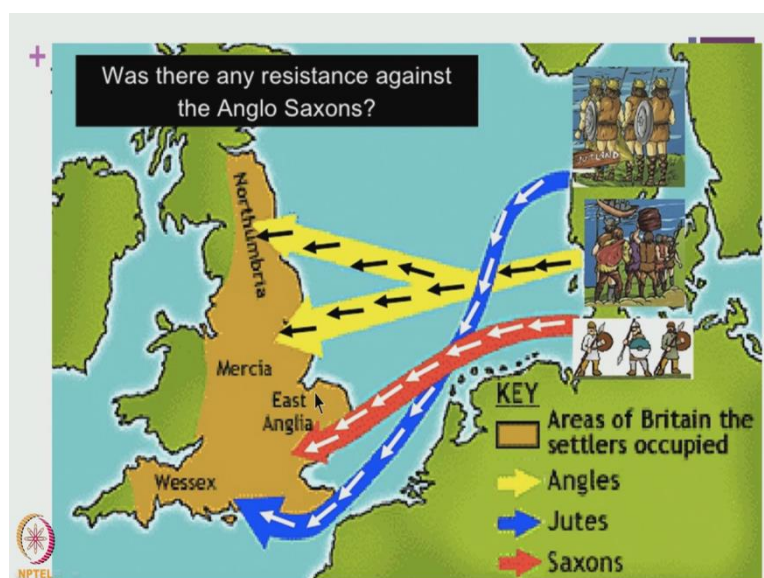 +
Was there any resistance against
the Anglo Saxons?
JUTLAND
Northumbria
Mercia
East
Anglia
Wessex
KEY
Areas of Britain the
settlers occupied
Angles
Jutes
Saxons
NPTEL